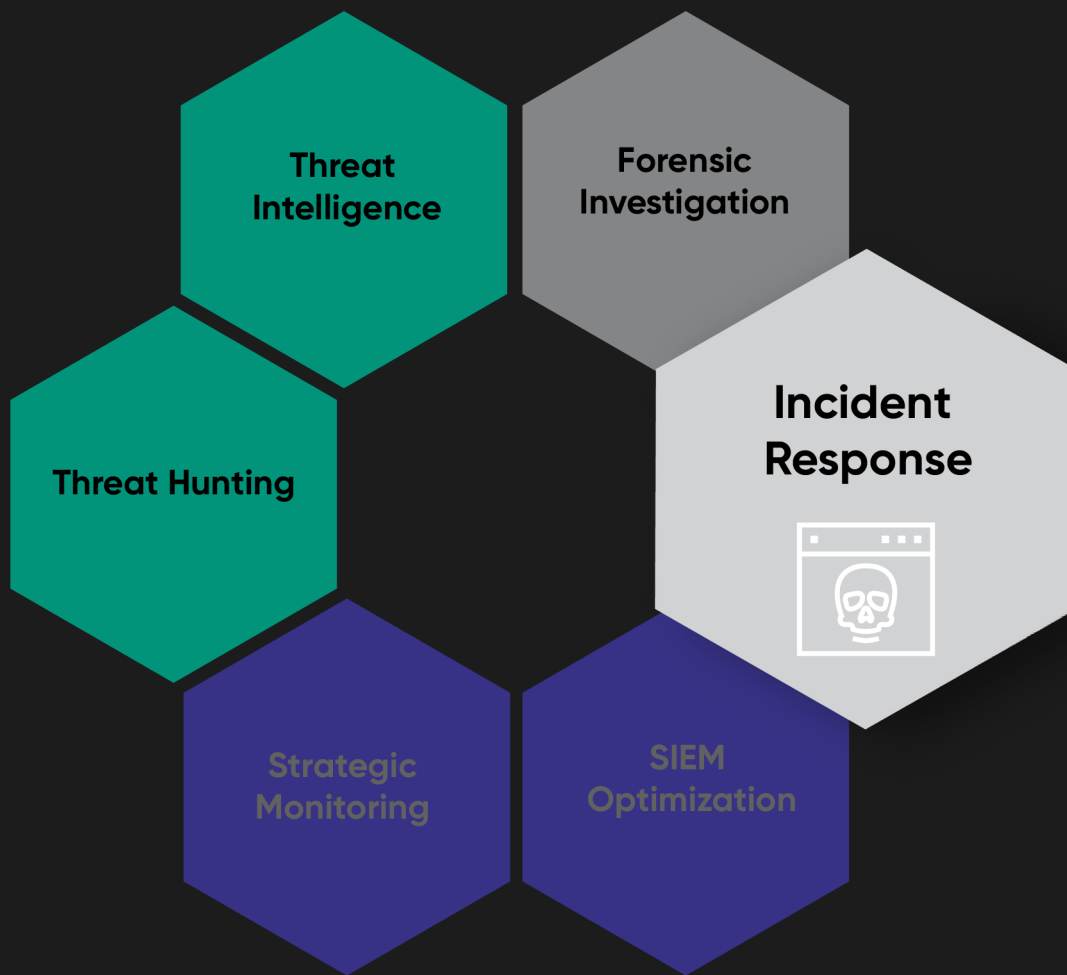 Threat
Intelligence
Forensic
Investigation
Incident
Response
Threat Hunting
Strategic
Monitoring
SIEM
Optimization